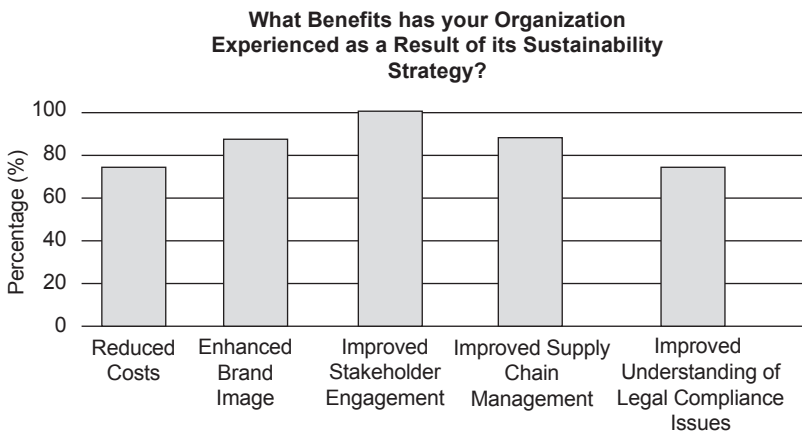 What Benefits has your Organization
Experienced as a Result of its Sustainability
Strategy?
Percentage (%)
100
80
60
40
20
0
Reduced
Costs
Enhanced
Brand
Image
Improved
Stakeholder
Engagement
Improved Supply
Chain
Management
Improved
Understanding of
Legal Compliance
Issues